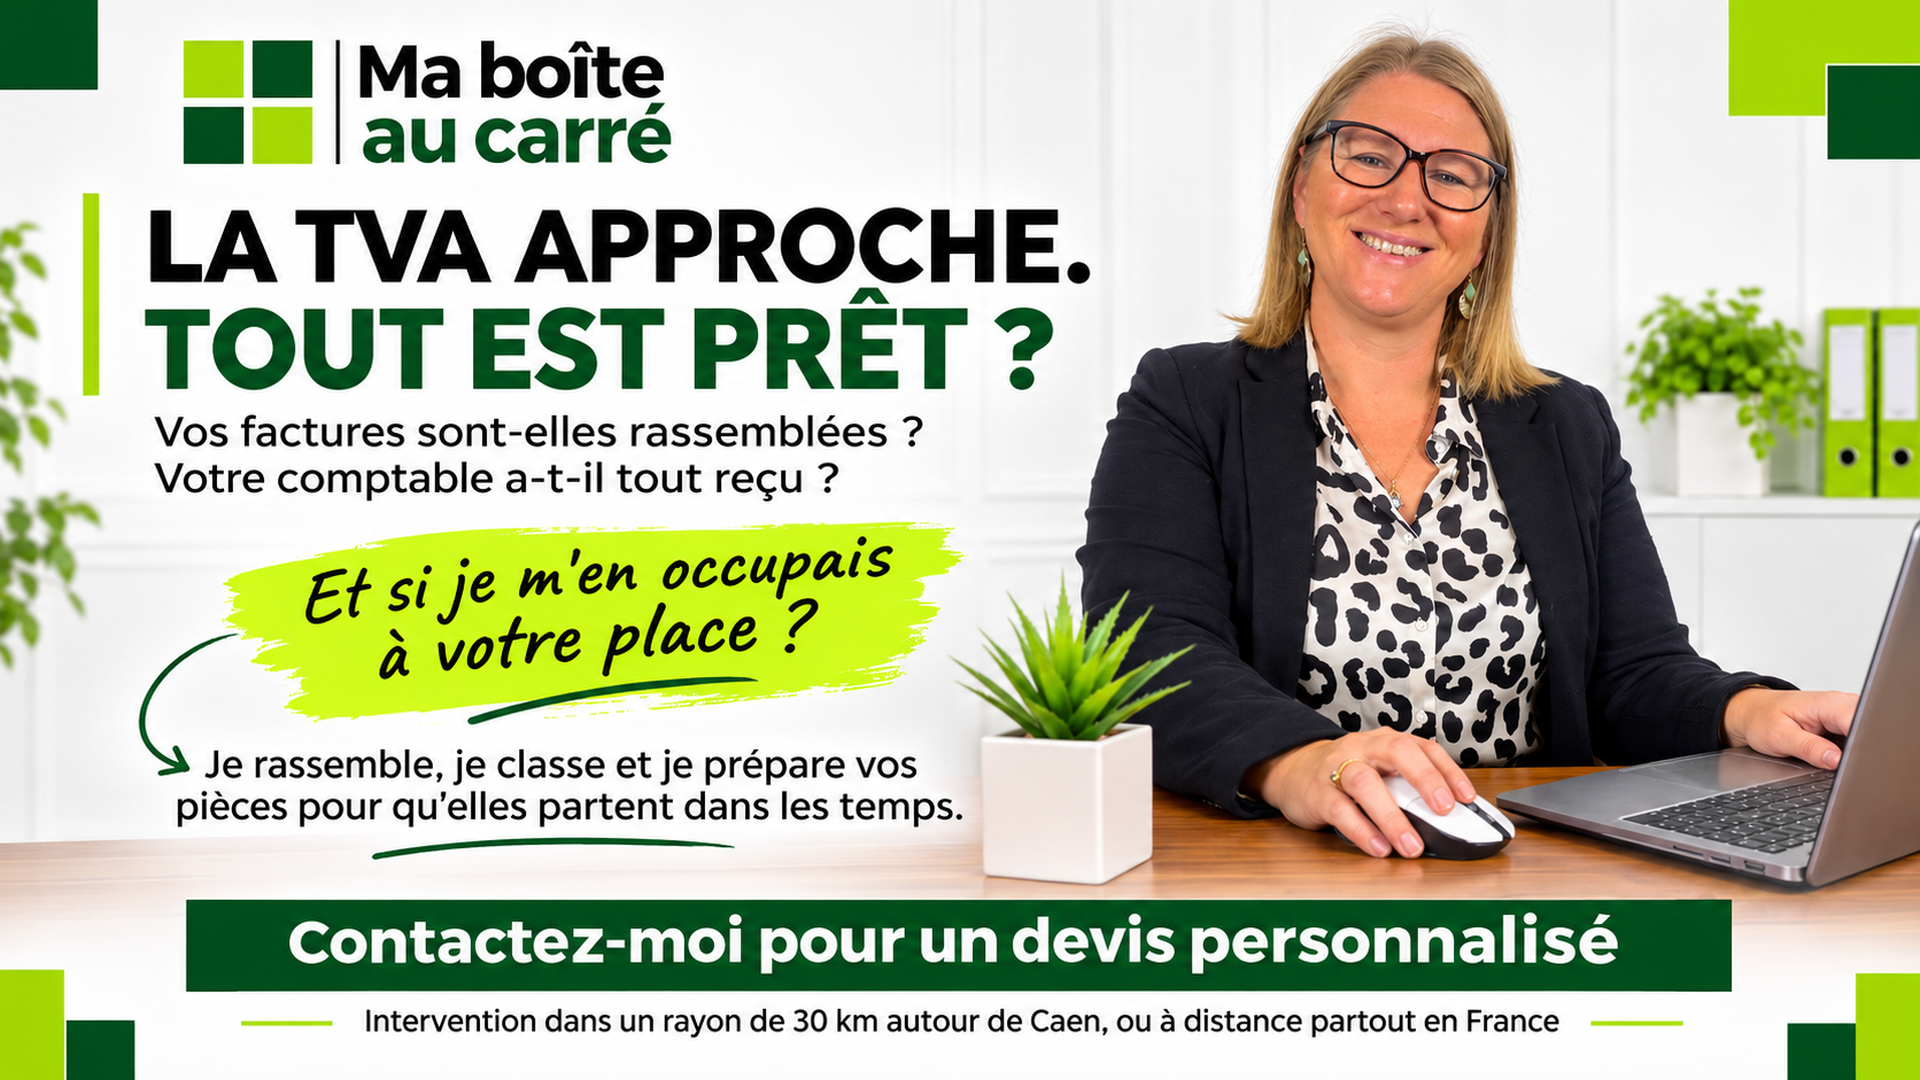 Ma boîte
au carré
LA TVA APPROCHE.
TOUT EST PRÊT ?
Vos factures sont-elles rassemblées ?
Votre comptable a-t-il tout reçu ?
Et si je m'en occupais
à votre place ?
Je rassemble, je classe et je prépare vos
pièces pour qu’elles partent dans les temps.
Contactez-moi pour un devis personnalisé
Intervention dans un rayon de 30 km autour de Caen, ou à distance partout en France